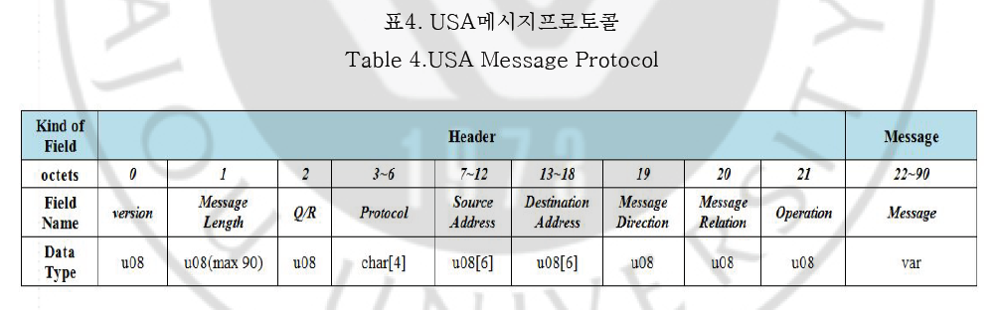 표4. USA메시지프로토콜
Table 4.USA Message Protocol
Kind of Field Header Message
octets 0 1 2 3~6 7~12 13~18 19 20 21 22~90
Field Name version Message Length Q/R Protocol Source Address Destination Address Message Direction Message Relation Operation Message
Data Type u08 u08(max 90) u08 char[4] u08[6] u08[6] u08 u08 u08 var
AJOU UNIVERSITY
1973